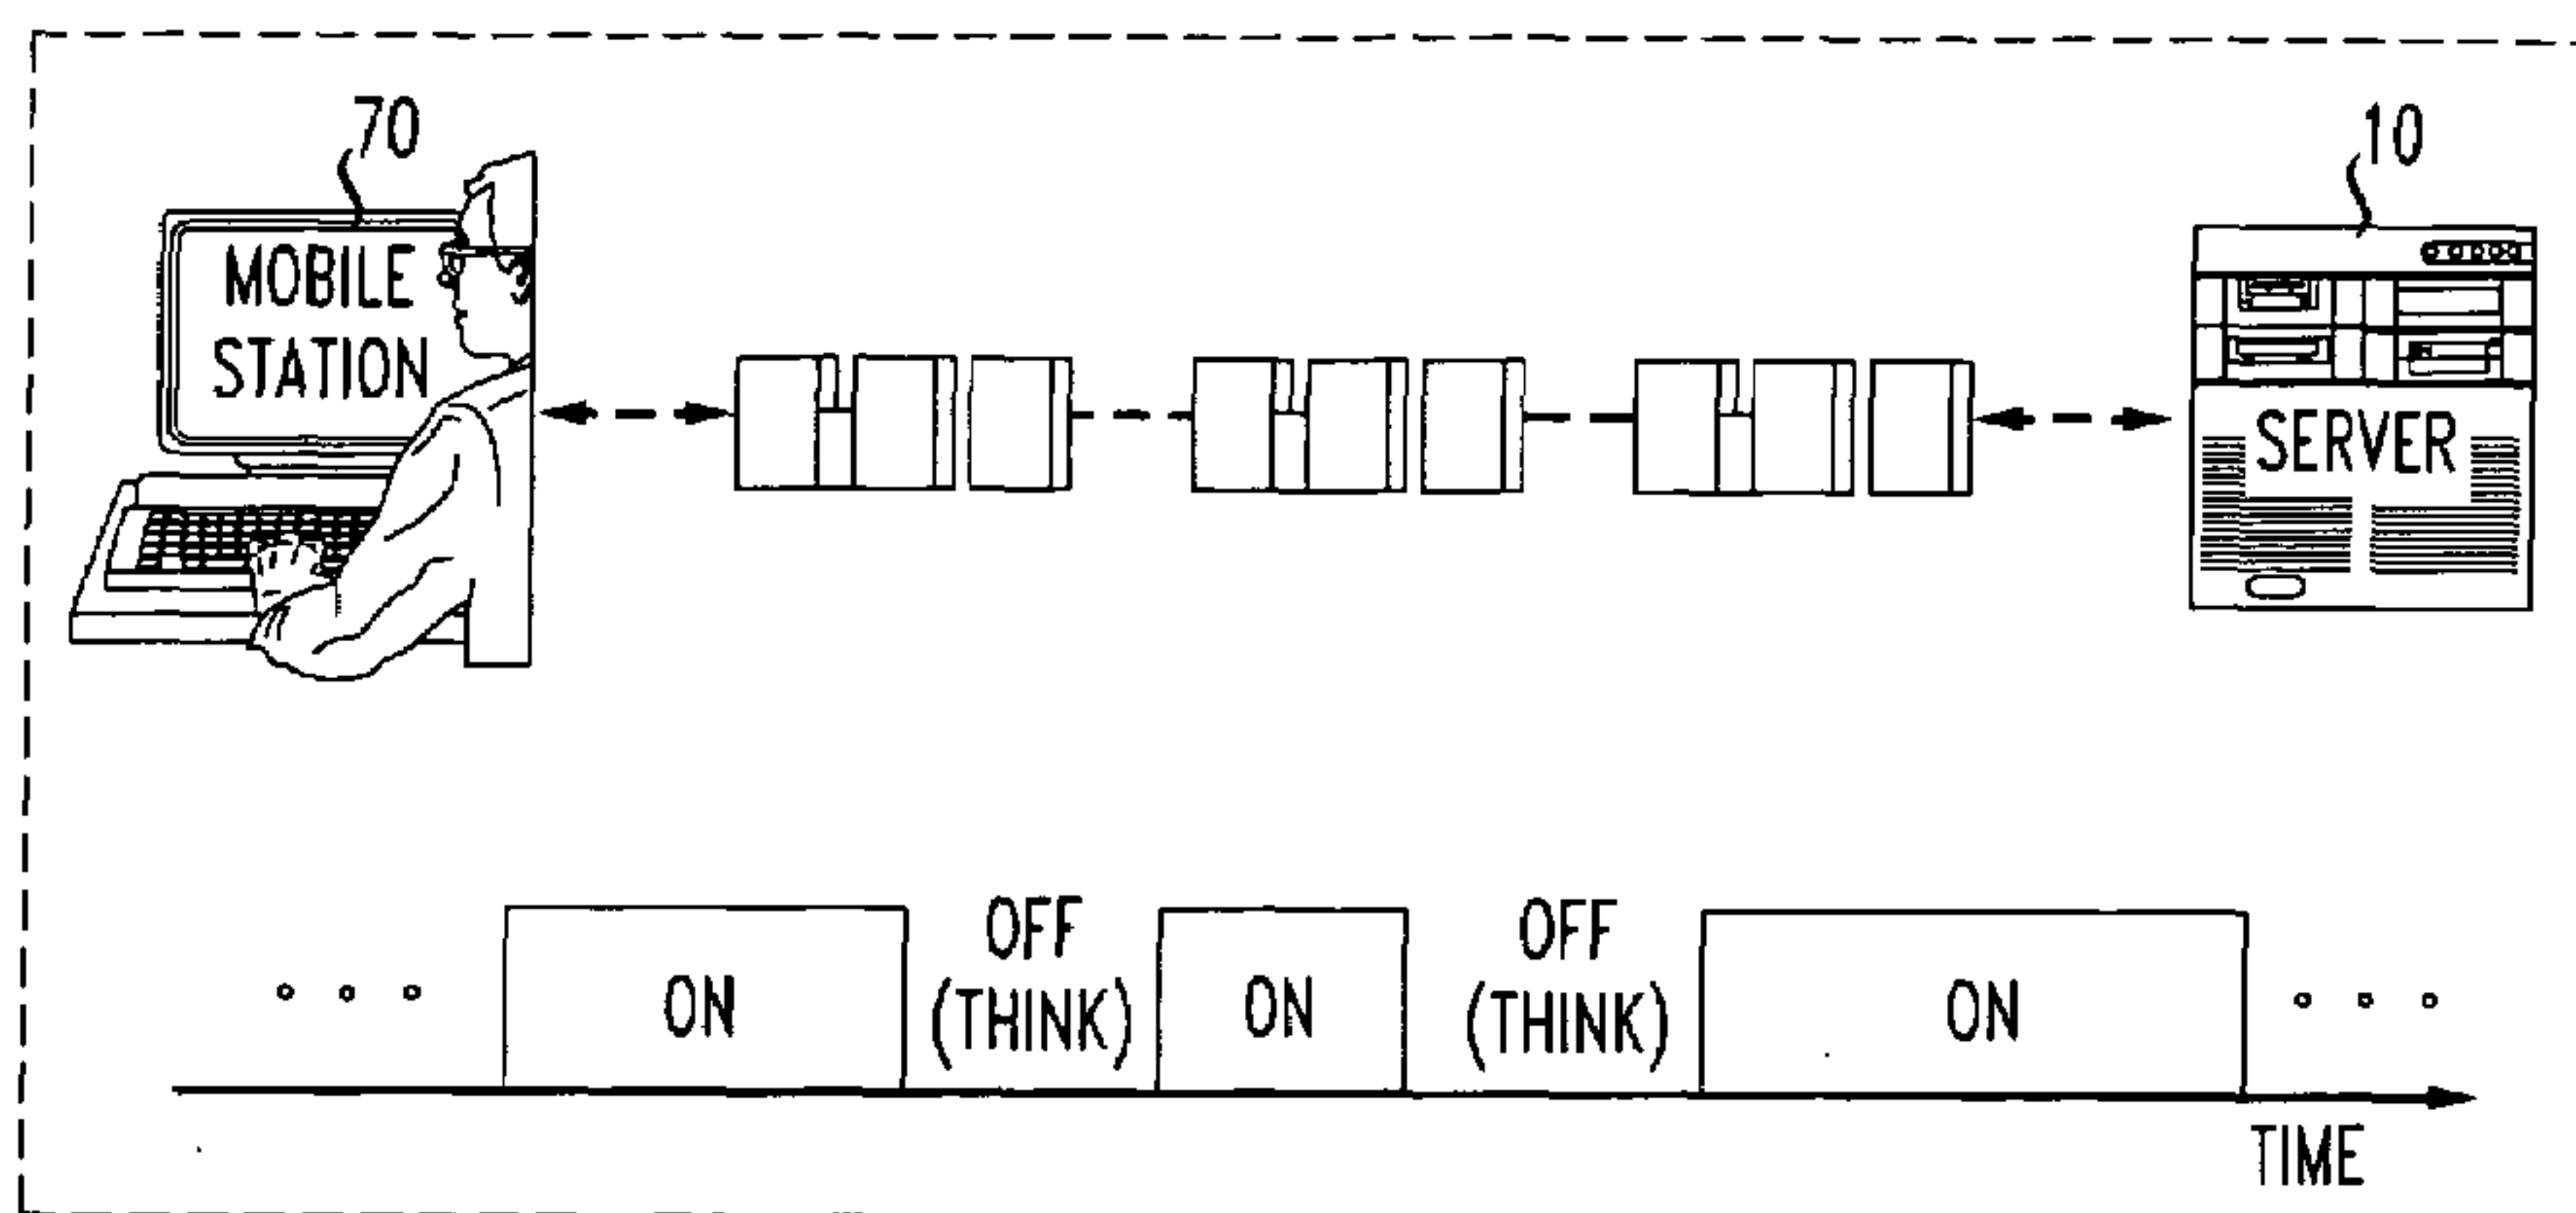 70
10
MOBILE
STATION
SERVER
OFF
(THINK)
OFF
(THINK)
ON
ON
ON
TIME